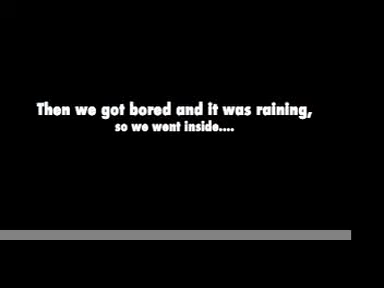 Then we got bored and it was raining,
so we went inside....